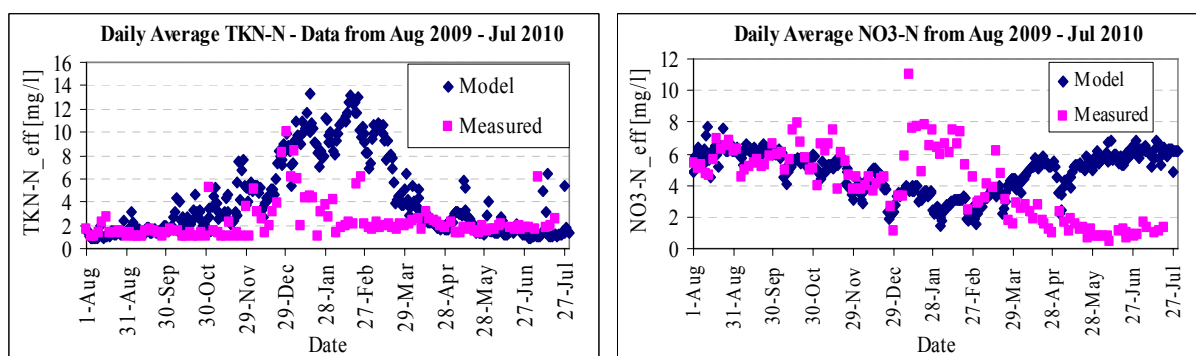 Daily Average TKN-N - Data from Aug 2009 - Jul 2010
TKN-N_eff [mg/l]
16
14
12
10
8
6
4
2
0
Model
Measured
1-Aug
31-Aug
30-Sep
30-Oct
29-Nov
29-Dec
28-Jan
27-Feb
29-Mar
28-Apr
28-May
27-Jun
27-Jul
Date
Daily Average NO3-N from Aug 2009 - Jul 2010
NO3-N_eff [mg/l]
12
10
8
6
4
2
0
Model
Measured
1-Aug
31-Aug
30-Sep
30-Oct
29-Nov
29-Dec
28-Jan
27-Feb
29-Mar
28-Apr
28-May
27-Jun
27-Jul
Date